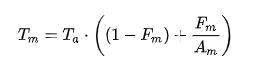 T_m = T_a · ( (1 − F_m) + F_m / A_m )